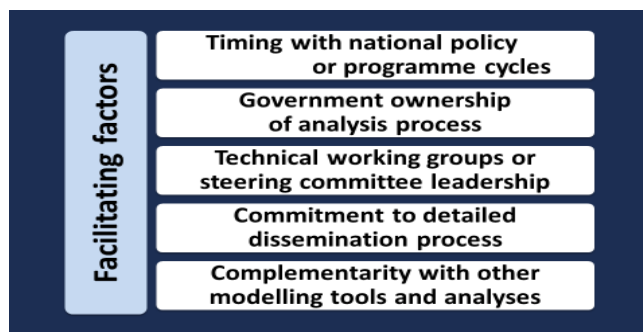 Facilitating factors
Timing with national policy
or programme cycles
Government ownership
of analysis process
Technical working groups or
steering committee leadership
Commitment to detailed
dissemination process
Complementarity with other
modelling tools and analyses